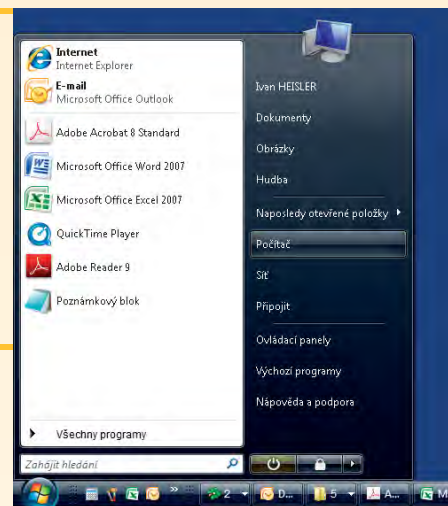 Internet
Internet Explorer
E-mail
Microsoft Office Outlook
Adobe Acrobat 8 Standard
Microsoft Office Word 2007
Microsoft Office Excel 2007
QuickTime Player
Adobe Reader 9
Poznámkový blok
Všechny programy
Zahájit hledání
Ivan HEISLER
Dokumenty
Obrázky
Hudba
Naposledy otevřené položky
Počítač
Síť
Připojit
Ovládací panely
Výchozí programy
Nápověda a podpora
» 2 D... 5 A... M